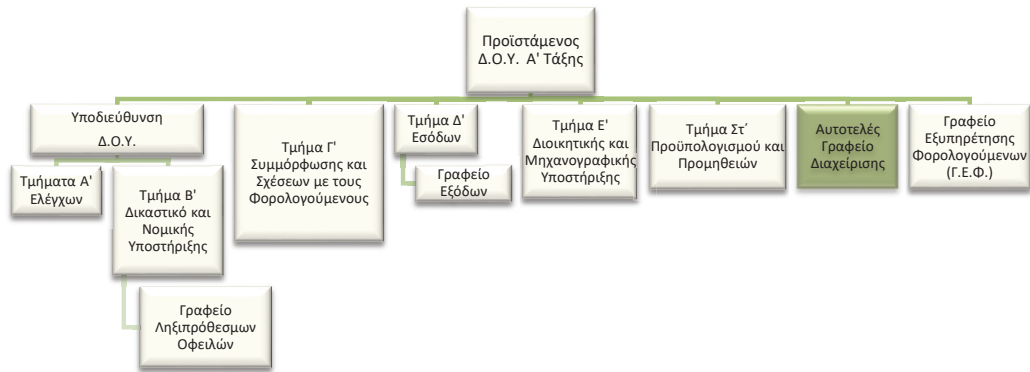 Προϊστάμενος
Δ.Ο.Υ. Α' Τάξης
Υποδιεύθυνση
Δ.Ο.Υ.
Τμήματα Α'
Ελέγχων
Τμήμα Β'
Δικαστικό και
Νομικής
Υποστήριξης
Γραφείο
Ληξιπρόθεσμων
Οφειλών
Τμήμα Γ'
Συμμόρφωσης και
Σχέσεων με τους
Φορολογούμενους
Τμήμα Δ'
Εσόδων
Γραφείο
Εξόδων
Τμήμα Ε'
Διοικητικής και
Μηχανογραφικής
Υποστήριξης
Τμήμα Στ΄
Προϋπολογισμού και
Προμηθειών
Αυτοτελές
Γραφείο
Διαχείρισης
Γραφείο
Εξυπηρέτησης
Φορολογούμενων
(Γ.Ε.Φ.)